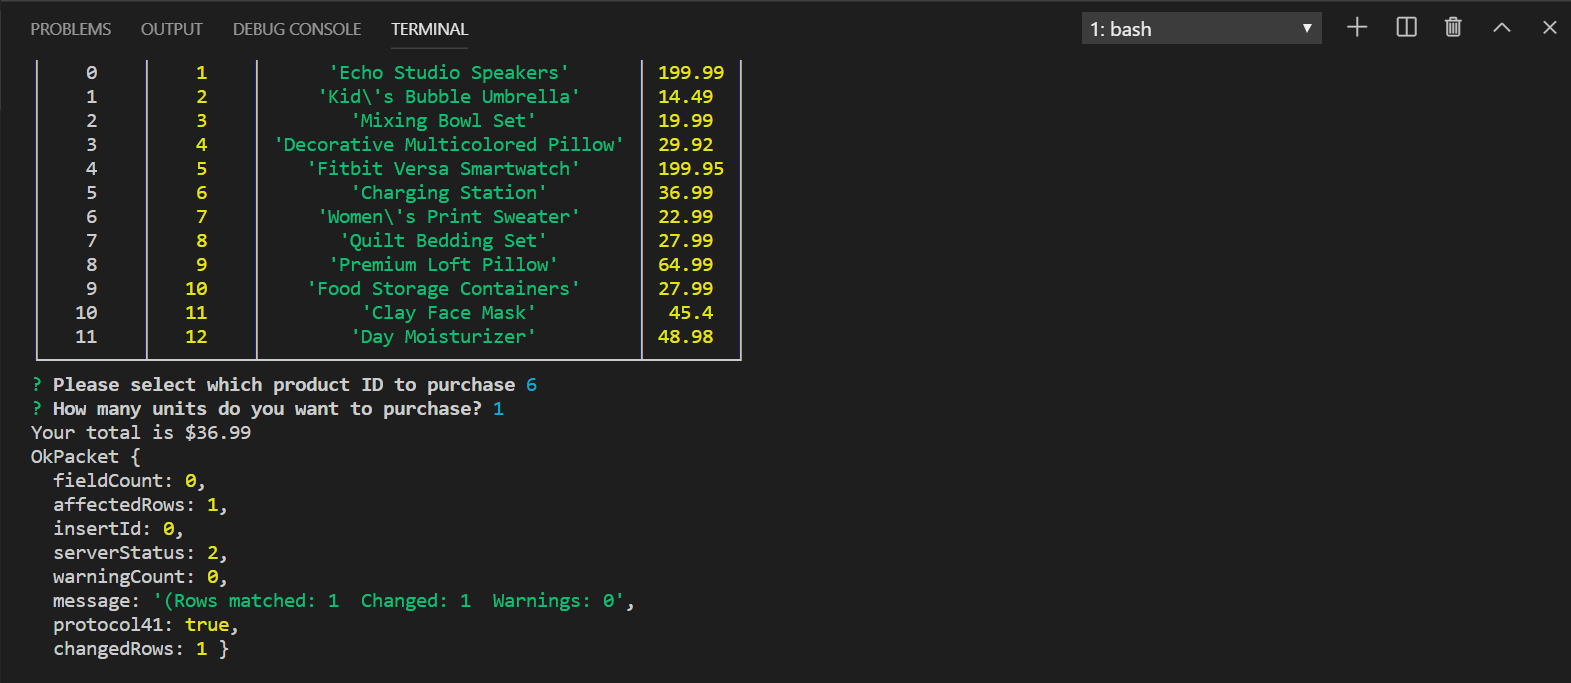 PROBLEMS OUTPUT DEBUG CONSOLE TERMINAL 1: bash
0 1 'Echo Studio Speakers' 199.99
1 2 'Kid\'s Bubble Umbrella' 14.49
2 3 'Mixing Bowl Set' 19.99
3 4 'Decorative Multicolored Pillow' 29.92
4 5 'Fitbit Versa Smartwatch' 199.95
5 6 'Charging Station' 36.99
6 7 'Women\'s Print Sweater' 22.99
7 8 'Quilt Bedding Set' 27.99
8 9 'Premium Loft Pillow' 64.99
9 10 'Food Storage Containers' 27.99
10 11 'Clay Face Mask' 45.4
11 12 'Day Moisturizer' 48.98
? Please select which product ID to purchase 6
? How many units do you want to purchase? 1
Your total is $36.99
OkPacket {
fieldCount: 0,
affectedRows: 1,
insertId: 0,
serverStatus: 2,
warningCount: 0,
message: '(Rows matched: 1  Changed: 1  Warnings: 0',
protocol41: true,
changedRows: 1 }